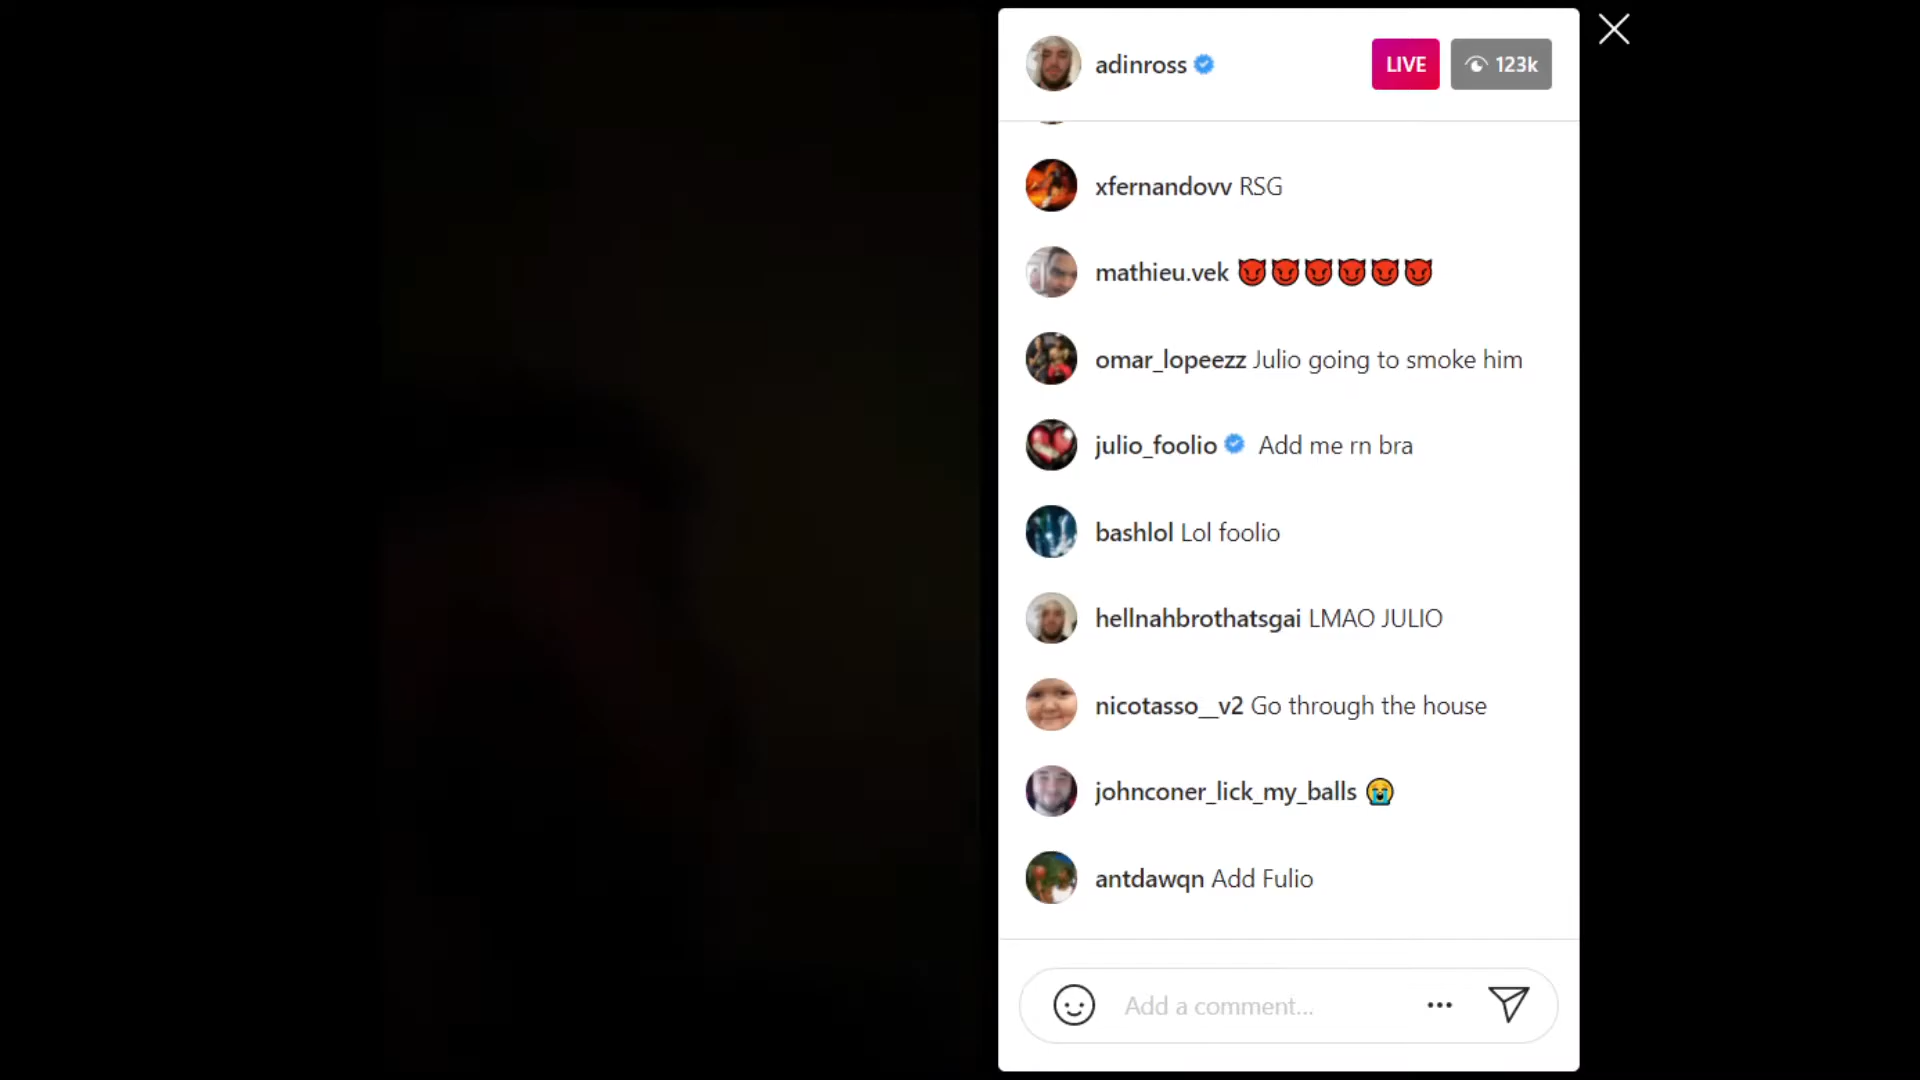 adinross
LIVE 123k
xfernandovv RSG
mathieu.vek 😈😈😈😈😈😈
omar_lopeezz Julio going to smoke him
julio_foolio Add me rn bra
bashlol Lol foolio
hellnahbrothatsgai LMAO JULIO
nicotasso__v2 Go through the house
johnconer_lick_my_balls 😭
antdawqn Add Fulio
Add a comment...